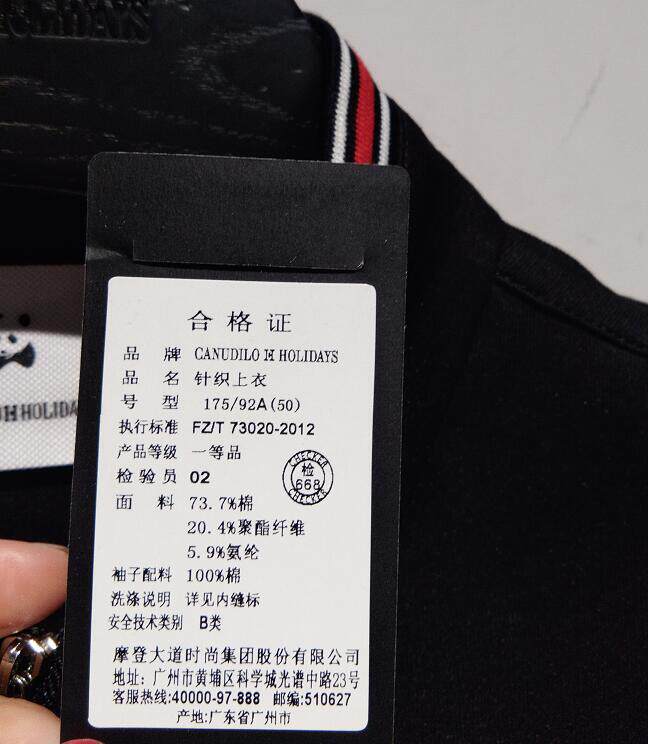 HOLIDAYS
合格证
品牌 CANUDILO H HOLIDAYS
品名 针织上衣
号型 175/92A(50)
执行标准 FZ/T 73020-2012
产品等级 一等品
检验员 02
CHECKER
检
668
CHECKER
面料 73.7%棉
20.4%聚酯纤维
5.9%氨纶
袖子配料 100%棉
洗涤说明 详见内缝标
安全技术类别 B类
摩登大道时尚集团股份有限公司
地址:广州市黄埔区科学城光谱中路23号
客服热线:40000-97-888 邮编:510627
产地:广东省广州市
H HOLIDA